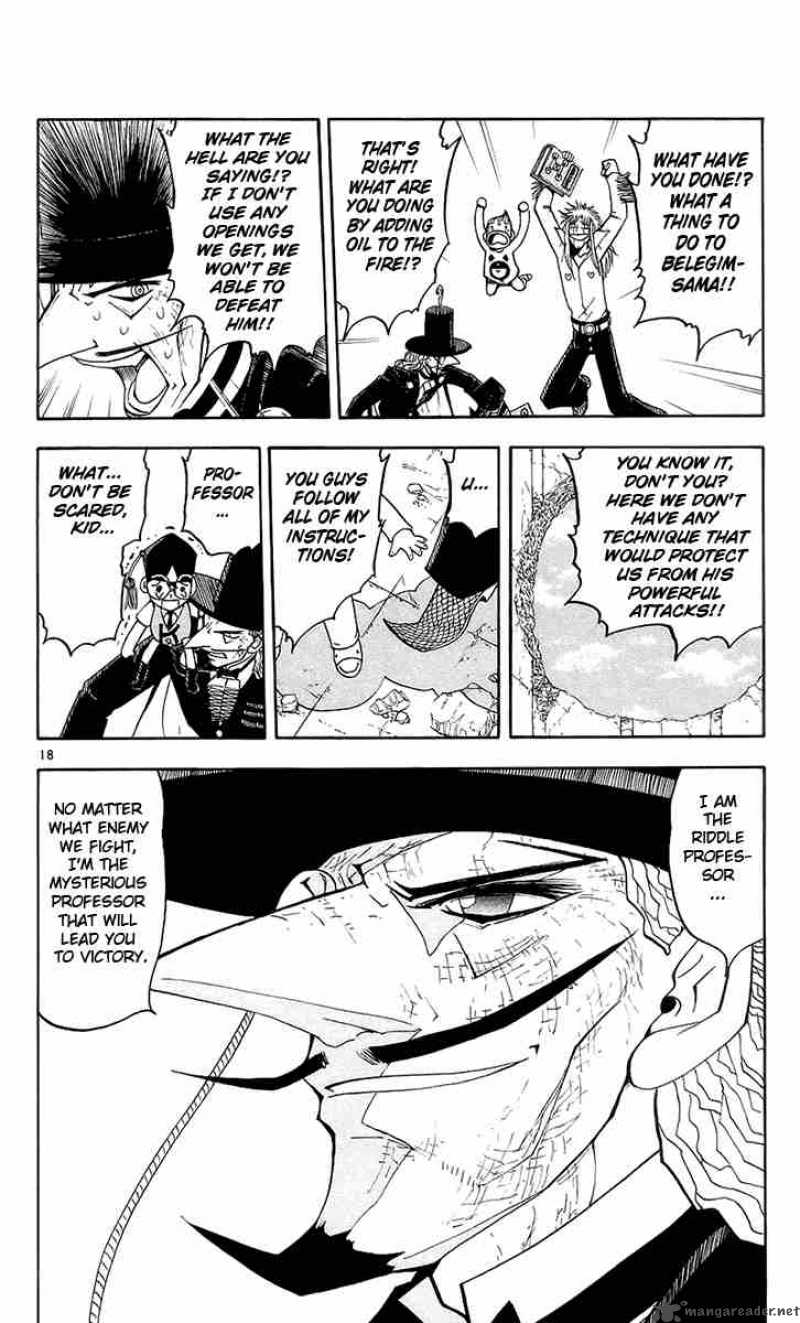 WHAT HAVE
YOU DONE!?
WHAT A
THING TO
DO TO
BELEGIM-
SAMA!!
THAT'S
RIGHT!
WHAT ARE
YOU DOING
BY ADDING
OIL TO THE
FIRE!?
WHAT THE
HELL ARE YOU
SAYING!?
IF I DON'T
USE ANY
OPENINGS
WE GET, WE
WON'T BE
ABLE TO
DEFEAT
HIM!!
YOU KNOW IT,
DON'T YOU?
HERE WE DON'T
HAVE ANY
TECHNIQUE THAT
WOULD PROTECT
US FROM HIS
POWERFUL
ATTACKS!!
U...
YOU GUYS
FOLLOW
ALL OF MY
INSTRUC-
TIONS!
PRO-
FESSOR
...
WHAT...
DON'T BE
SCARED,
KID...
18
I AM
THE
RIDDLE
PROFES-
SOR
...
NO MATTER
WHAT ENEMY
WE FIGHT,
I'M THE
MYSTERIOUS
PROFESSOR
THAT WILL
LEAD YOU
TO VICTORY.
mangareader.net